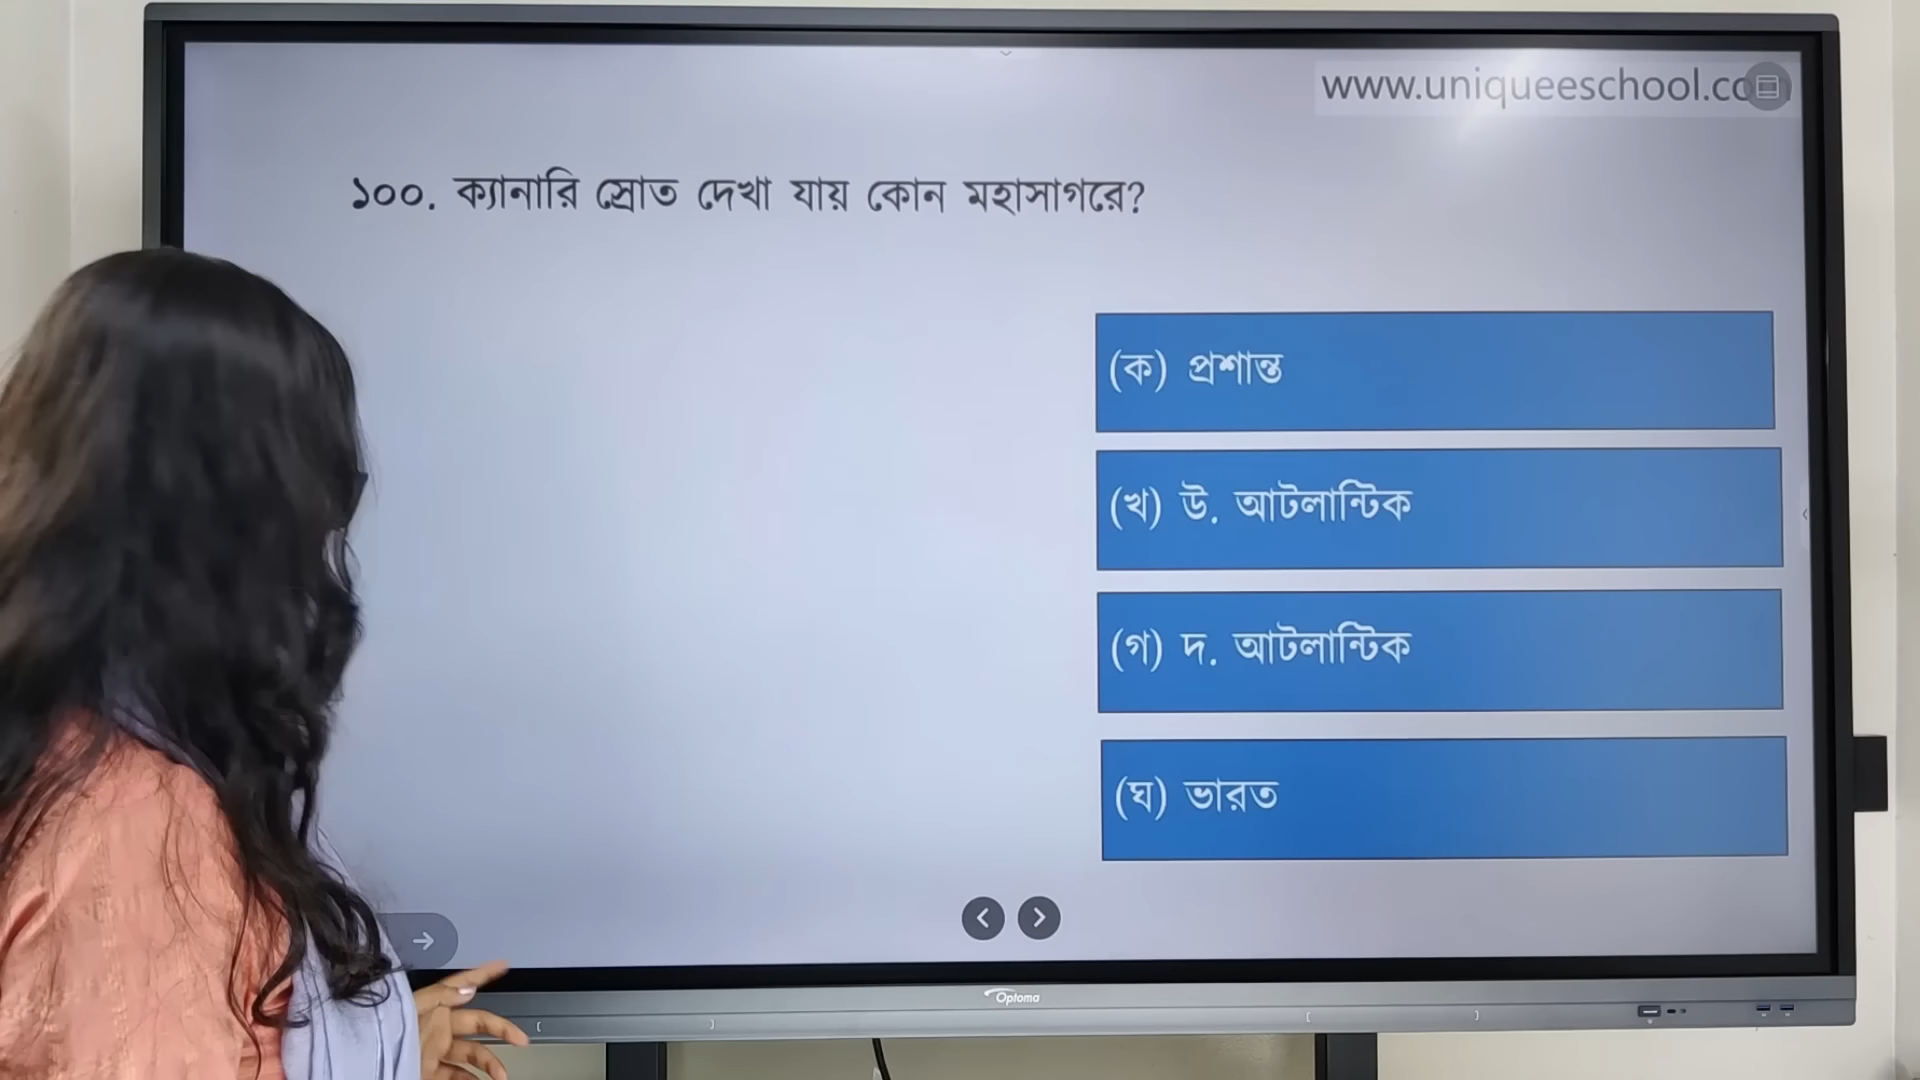 www.uniqueeschool.co
১০০. ক্যানারি স্রোত দেখা যায় কোন মহাসাগরে?
(ক) প্রশান্ত
(খ) উ. আটলান্টিক
(গ) দ. আটলান্টিক
(ঘ) ভারত
Optoma